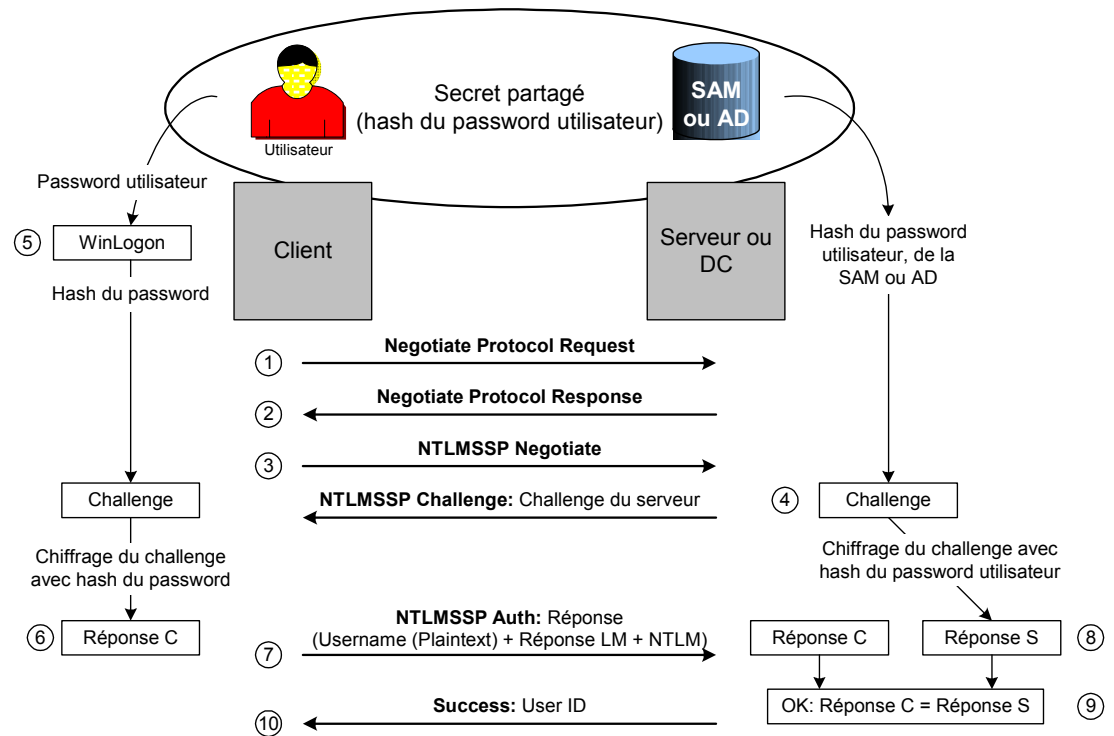 Secret partagé
(hash du password utilisateur)
SAM
ou AD
Utilisateur
Password utilisateur
5
WinLogon
Client
Serveur ou
DC
Hash du password
utilisateur, de la
SAM ou AD
Hash du password
1
Negotiate Protocol Request
2
Negotiate Protocol Response
3
NTLMSSP Negotiate
Challenge
NTLMSSP Challenge: Challenge du serveur
4
Challenge
Chiffrage du challenge
avec hash du password
Chiffrage du challenge avec
hash du password utilisateur
6
Réponse C
7
NTLMSSP Auth: Réponse
(Username (Plaintext) + Réponse LM + NTLM)
Réponse C
Réponse S
8
OK: Réponse C = Réponse S
9
10
Success: User ID